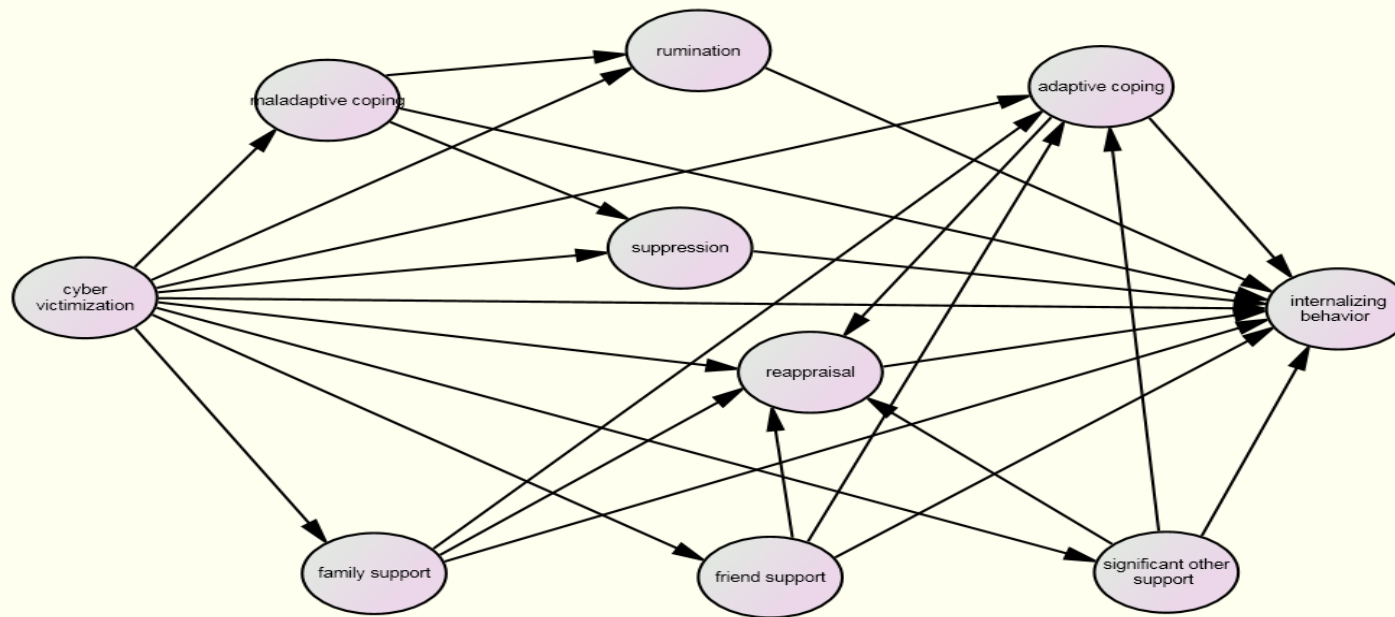 rumination
adaptive coping
maladaptive coping
suppression
cyber
victimization
internalizing
behavior
reappraisal
family support
friend support
significant other
support